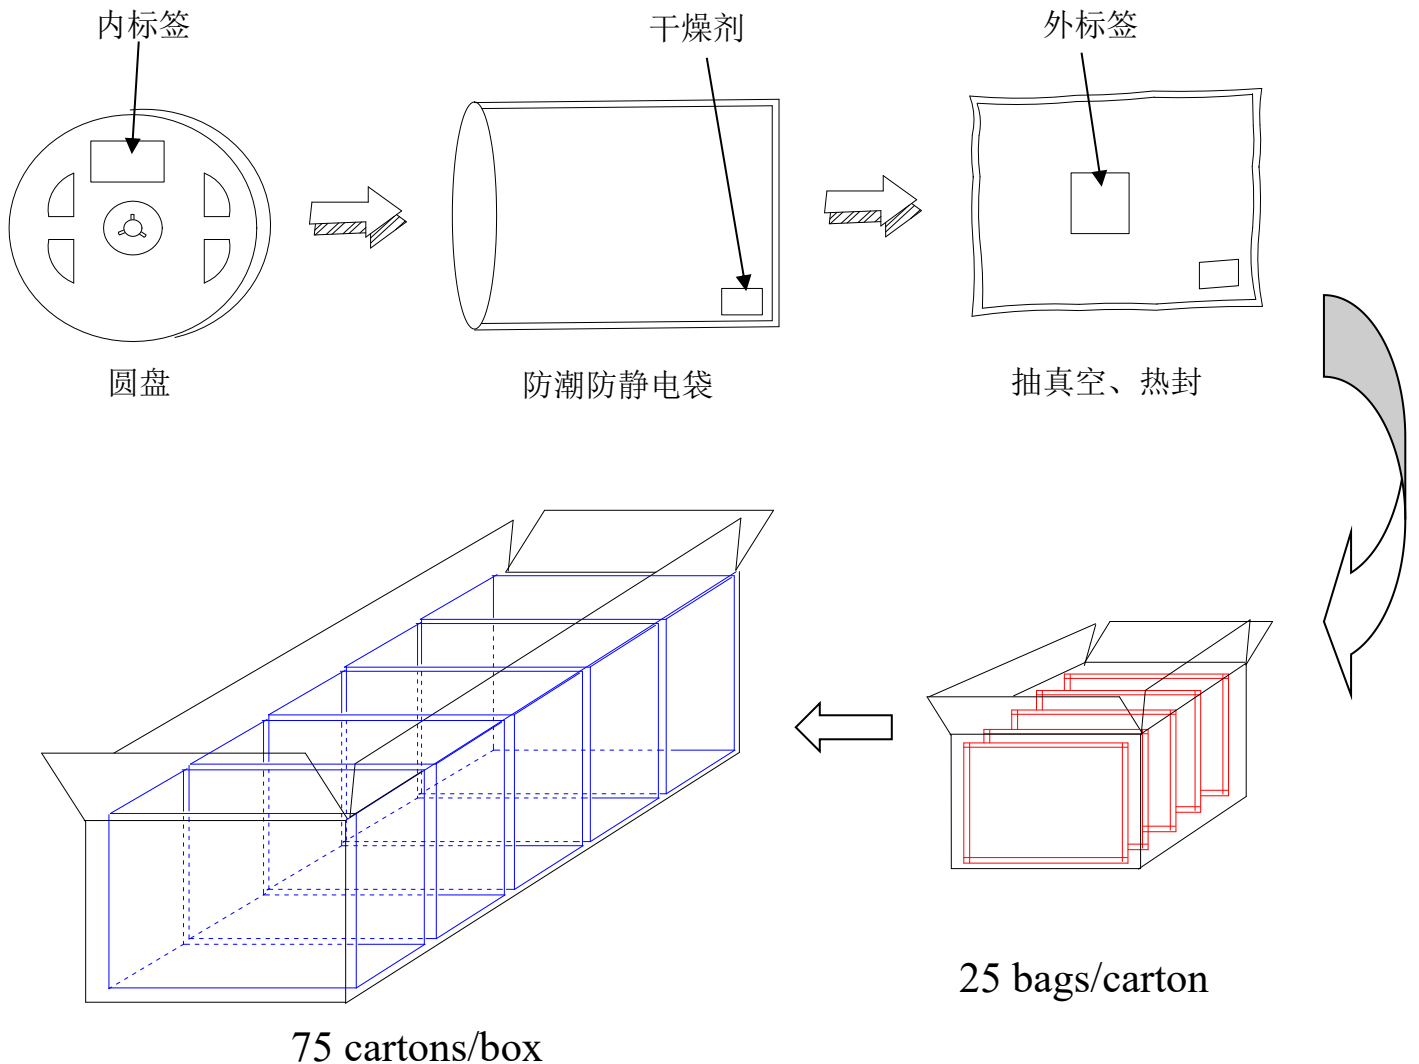 内标签
干燥剂
外标签
圆盘
防潮防静电袋
抽真空、热封
25 bags/carton
75 cartons/box